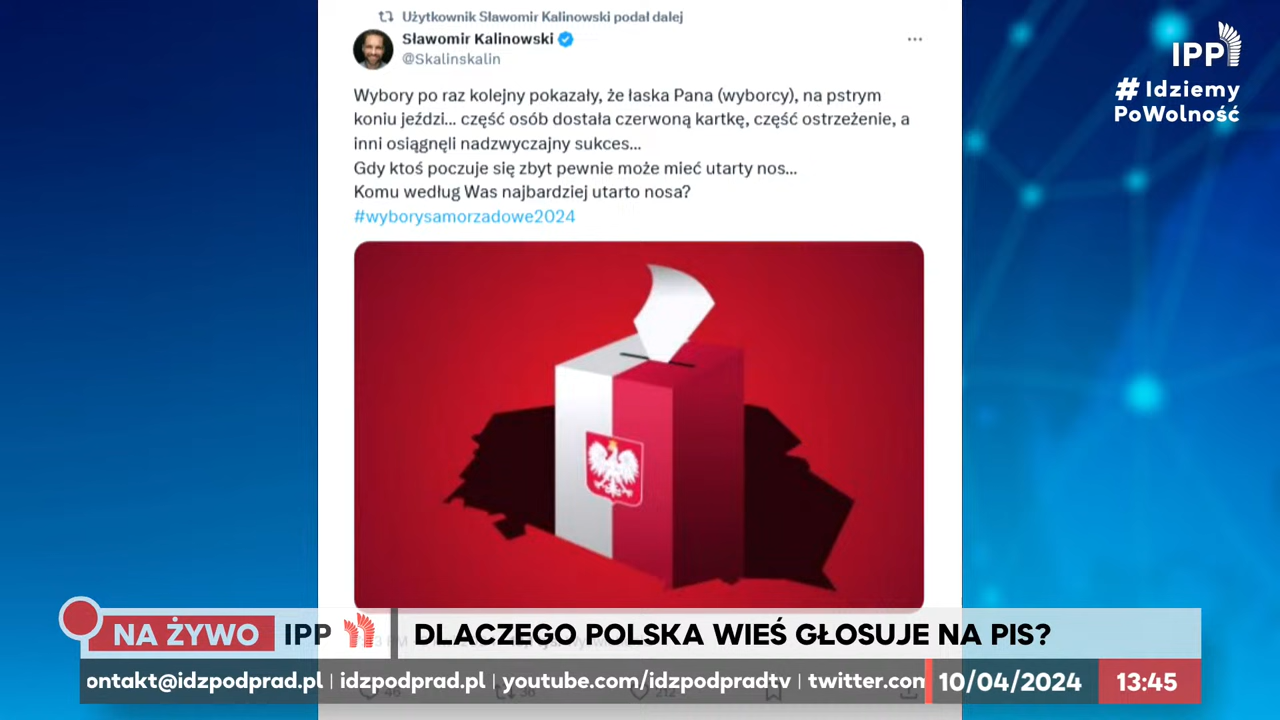 Użytkownik Sławomir Kalinowski podał dalej
Sławomir Kalinowski
@Skalinskalin
Wybory po raz kolejny pokazały, że łaska Pana (wyborcy), na pstrym
koniu jeździ... część osób dostała czerwoną kartkę, część ostrzeżenie, a
inni osiągnęli nadzwyczajny sukces...
Gdy ktoś poczuje się zbyt pewnie może mieć utarty nos...
Komu według Was najbardziej utarto nosa?
#wyborysamorzadowe2024
IPP
#Idziemy
PoWolność
NA ŻYWO
IPP
DLACZEGO POLSKA WIEŚ GŁOSUJE NA PIS?
ontakt@idzpodprad.pl | idzpodprad.pl | youtube.com/idzpodpradtv | twitter.com
10/04/2024
13:45